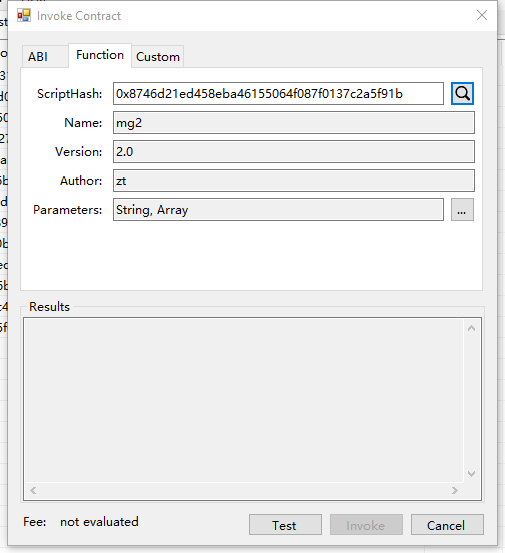 Invoke Contract
ABI Function Custom
ScriptHash: 0x8746d21ed458eba46155064f087f0137c2a5f91b
Name: mg2
Version: 2.0
Author: zt
Parameters: String, Array ...
Results
Fee: not evaluated Test Invoke Cancel